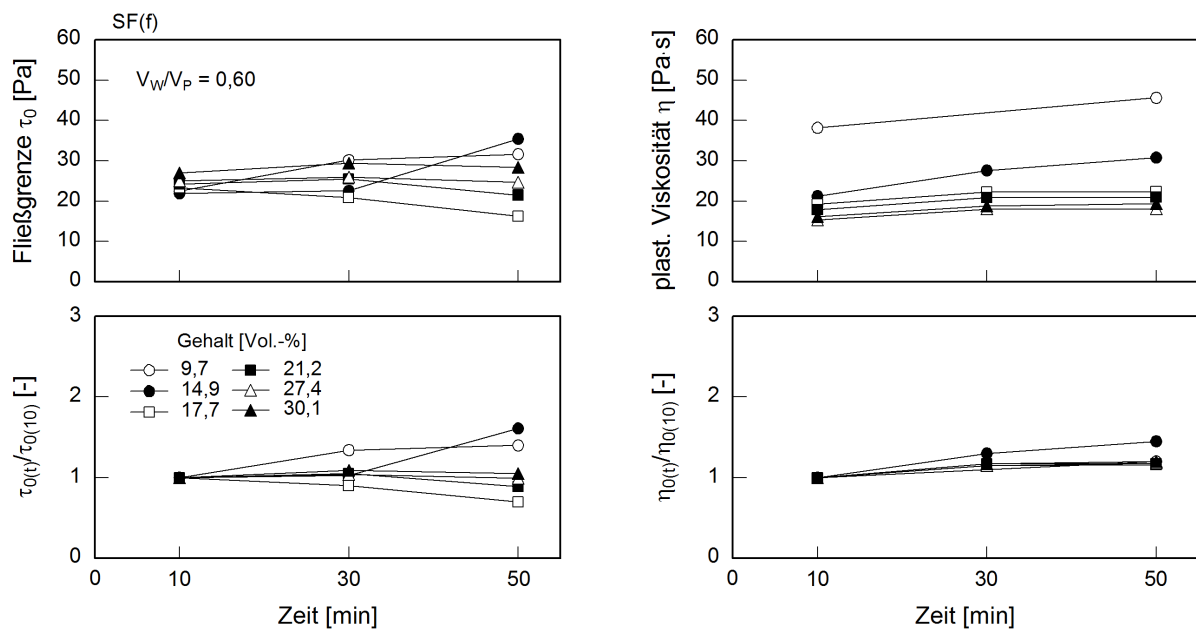 SF(f)
Fließgrenze τ0 [Pa]
60
50
40
30
20
10
0
VW/VP = 0,60
plast. Viskosität η [Pa·s]
60
50
40
30
20
10
0
τ0(t)/τ0(10) [-]
3
2
1
0
Gehalt [Vol.-%]
9,7
14,9
17,7
21,2
27,4
30,1
0 10 30 50
Zeit [min]
η0(t)/η0(10) [-]
3
2
1
0
0 10 30 50
Zeit [min]